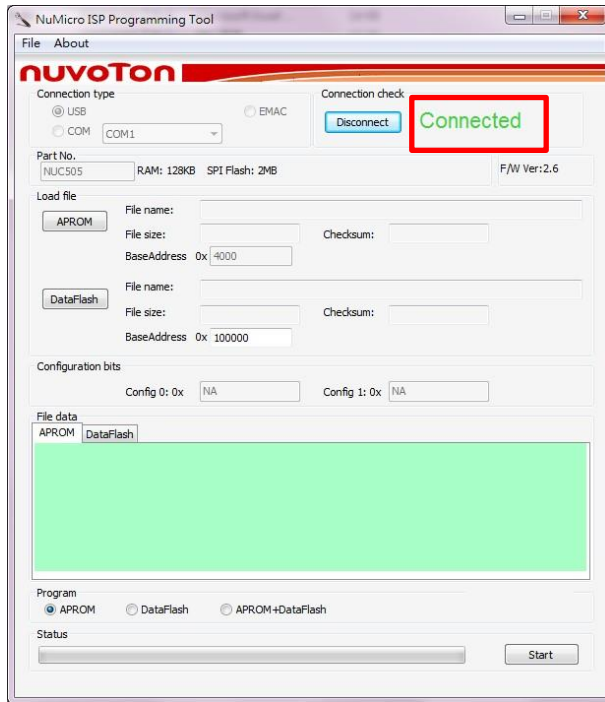 NuMicro ISP Programming Tool
File About
nuvoTon
Connection type
USB EMAC
COM COM1
Connection check
Disconnect Connected
Part No.
NUC505 RAM: 128KB SPI Flash: 2MB F/W Ver:2.6
Load file
APROM
File name:
File size: Checksum:
BaseAddress 0x 4000
DataFlash
File name:
File size: Checksum:
BaseAddress 0x 100000
Configuration bits
Config 0: 0x NA Config 1: 0x NA
File data
APROM DataFlash
Program
APROM DataFlash APROM+DataFlash
Status
Start